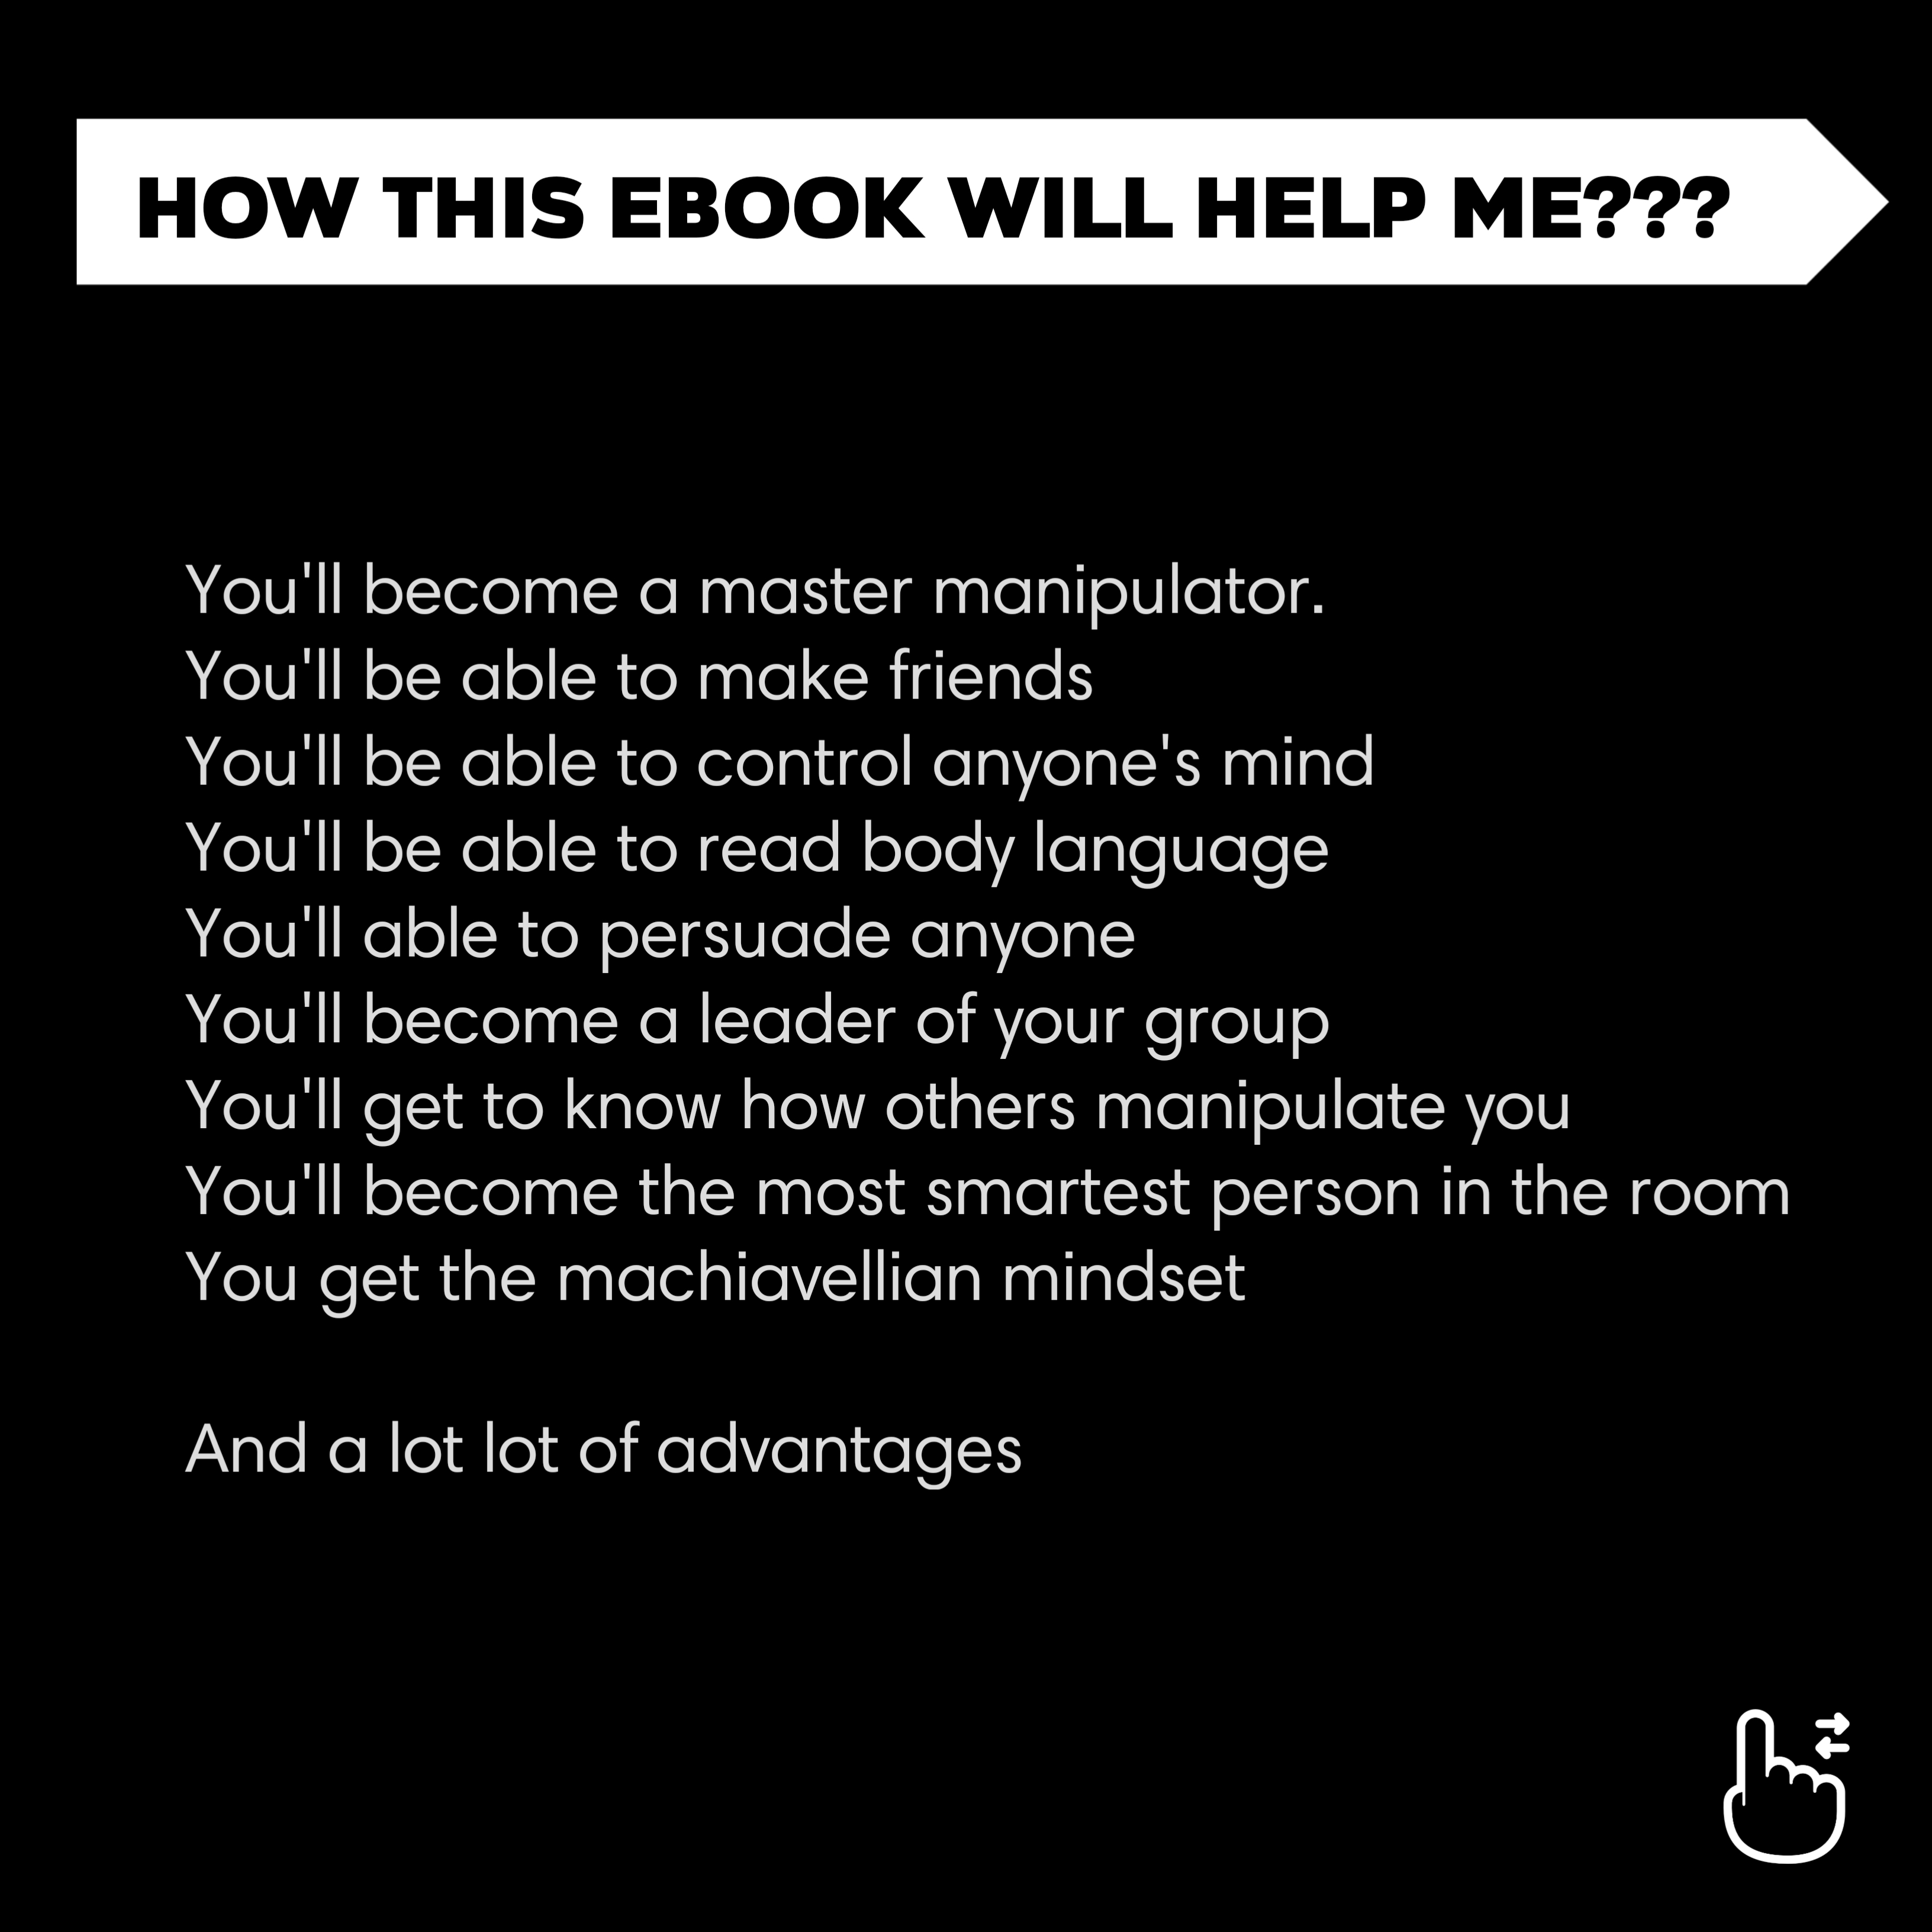 HOW THIS EBOOK WILL HELP ME???
You'll become a master manipulator.
You'll be able to make friends
You'll be able to control anyone's mind
You'll be able to read body language
You'll able to persuade anyone
You'll become a leader of your group
You'll get to know how others manipulate you
You'll become the most smartest person in the room
You get the machiavellian mindset
And a lot lot of advantages